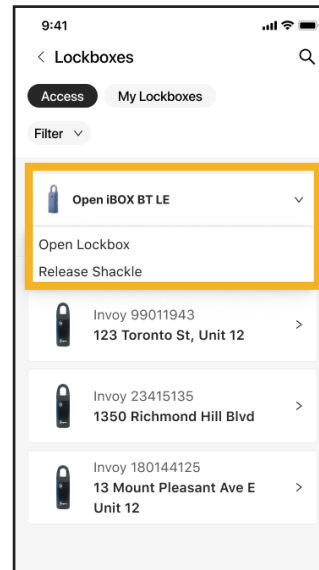 9:41
Lockboxes
Access My Lockboxes
Filter
Open iBOX BT LE
Open Lockbox
Release Shackle
Invoy 99011943
123 Toronto St, Unit 12
Invoy 23415135
1350 Richmond Hill Blvd
Invoy 180144125
13 Mount Pleasant Ave E
Unit 12